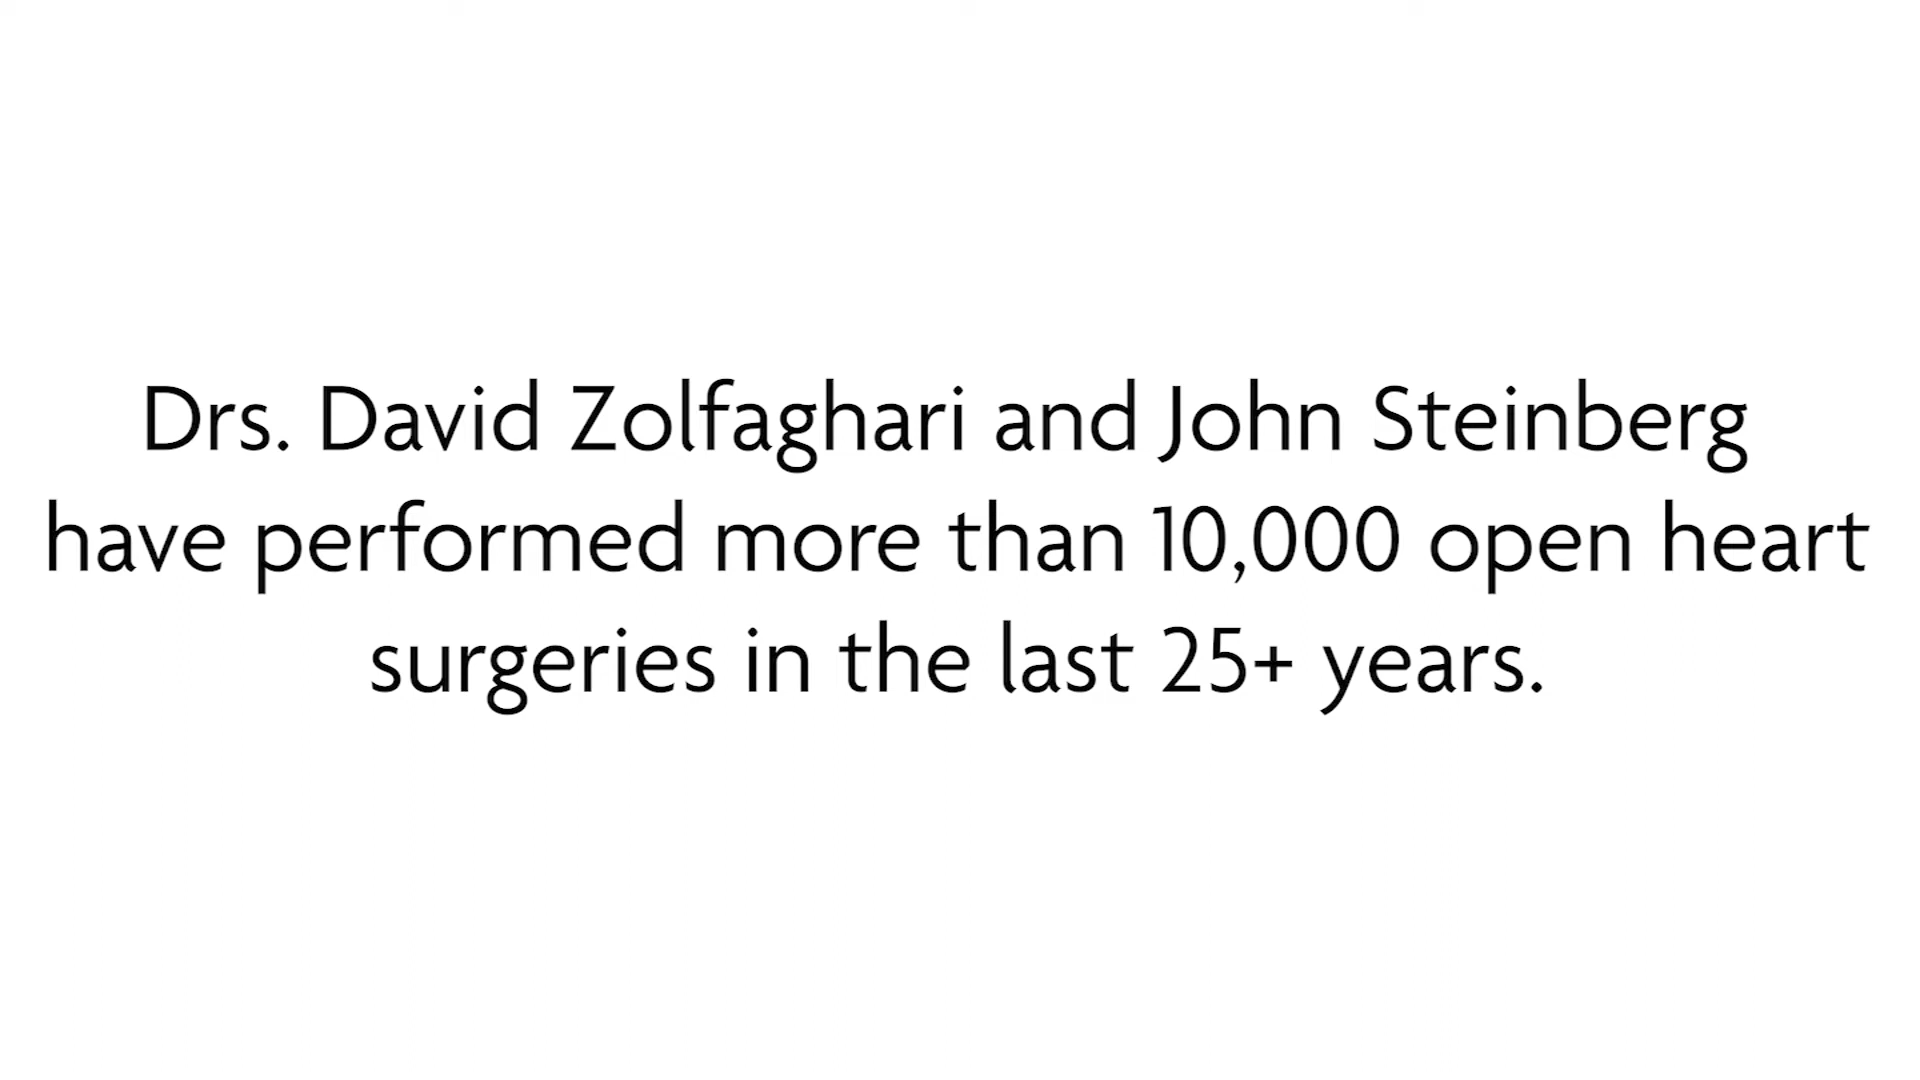 Drs. David Zolfaghari and John Steinberg
have performed more than 10,000 open heart
surgeries in the last 25+ years.